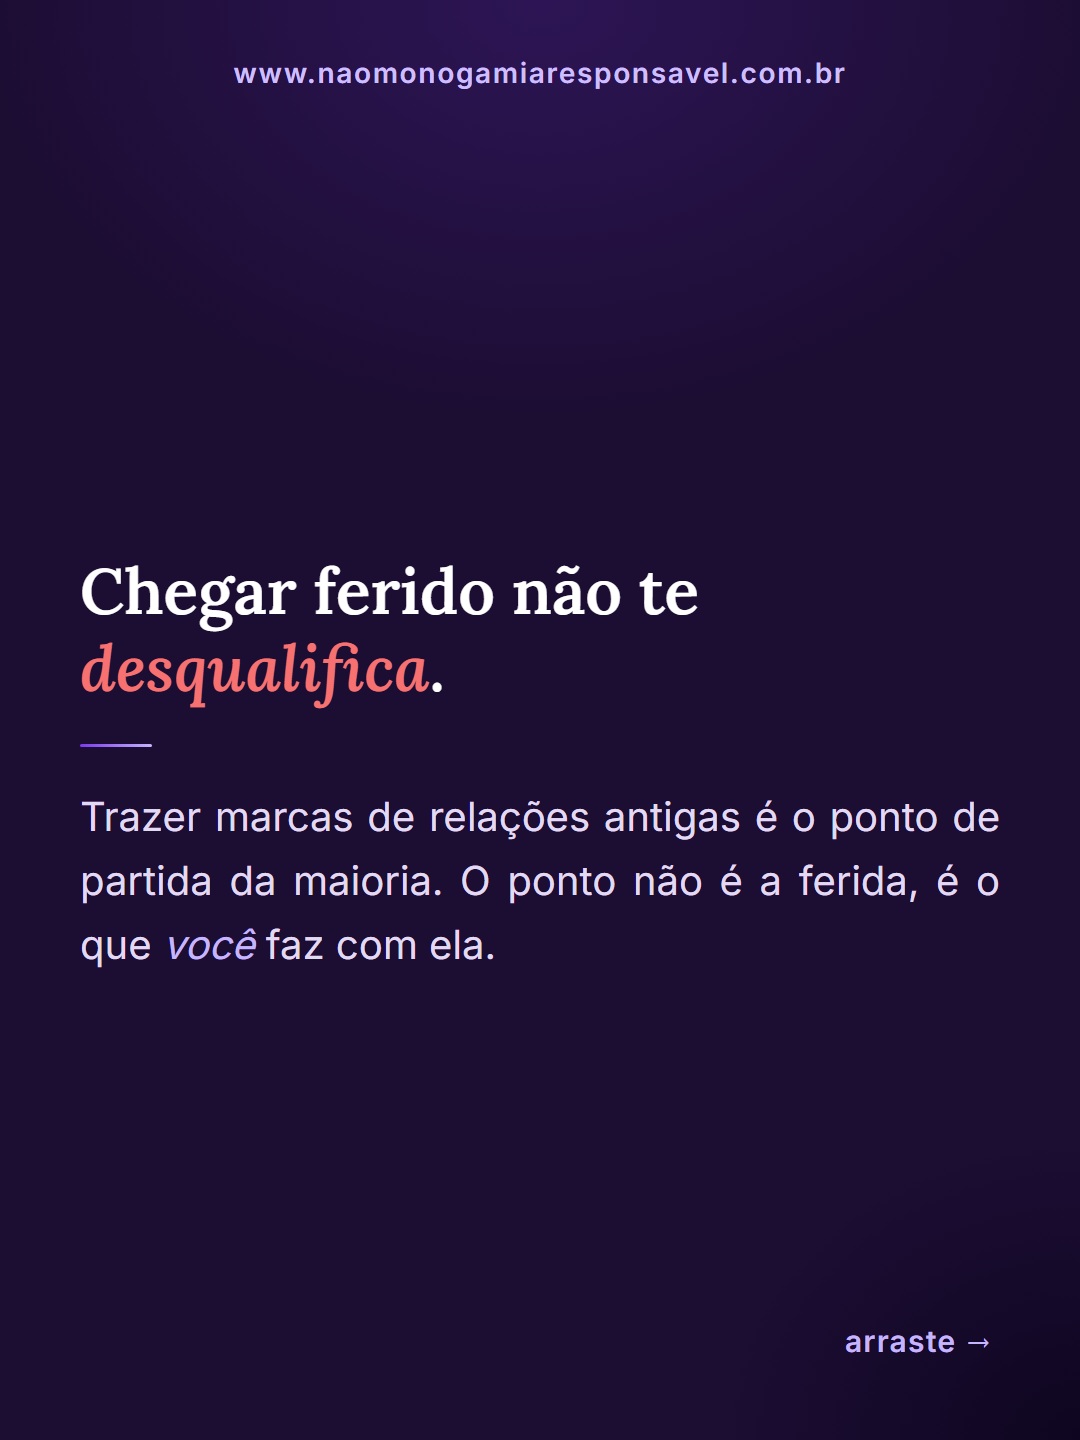 www.naomonogamiaresponsavel.com.br
Chegar ferido não te
desqualifica.
Trazer marcas de relações antigas é o ponto de
partida da maioria. O ponto não é a ferida, é o
que você faz com ela.
arraste →